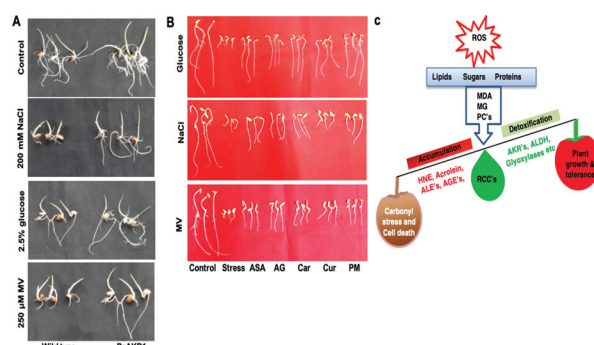 A
Control
200 mM NaCl
2.5% glucose
250 µM MV
B
Glucose
NaCl
MV
Control Stress ASA AG Car Cur PM
C
ROS
Lipids Sugars Proteins
MDA
MG
PC's
Accumulation
Detoxification
HNE, Acrolein,
ALE's, AGE's,
AKR's, ALDH,
Glyoxylases etc
RCC's
Carbonyl
stress and
Cell death
Plant
growth &
tolerance